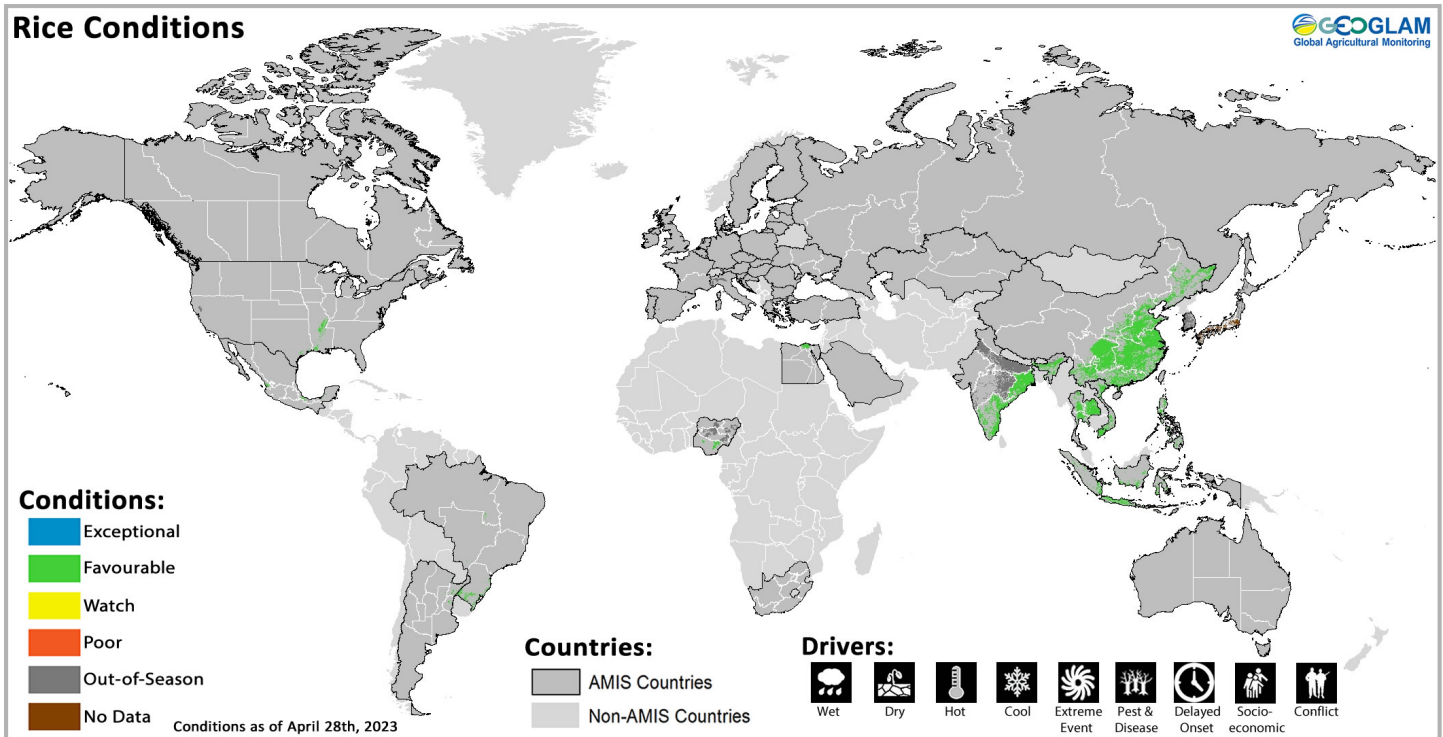 Rice Conditions
GEOGLAM
Global Agricultural Monitoring
Conditions:
Exceptional
Favourable
Watch
Poor
Out-of-Season
No Data
Conditions as of April 28th, 2023
Countries:
AMIS Countries
Non-AMIS Countries
Drivers:
Wet
Dry
Hot
Cool
Extreme
Event
Pest &
Disease
Delayed
Onset
Socio-
economic
Conflict